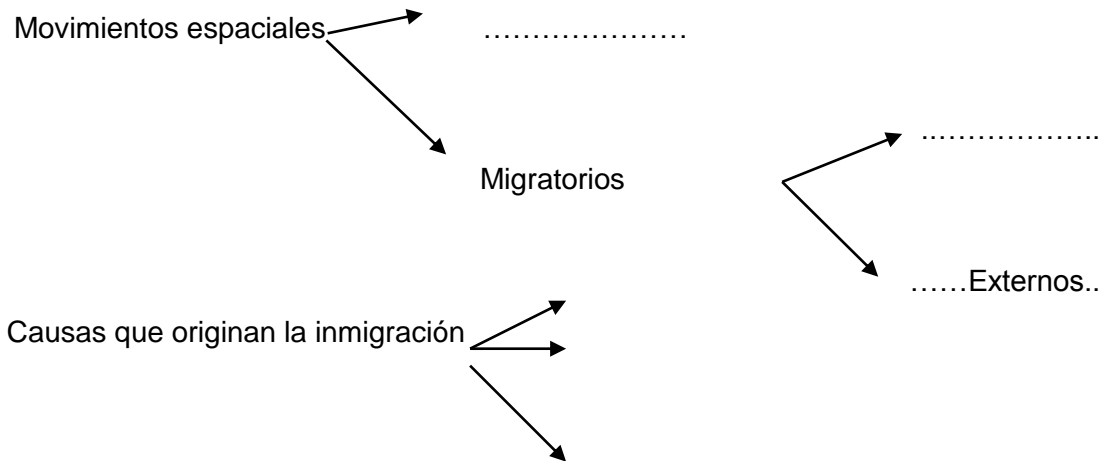 Movimientos espaciales
…………………
..……………..
Migratorios
……Externos..
Causas que originan la inmigración